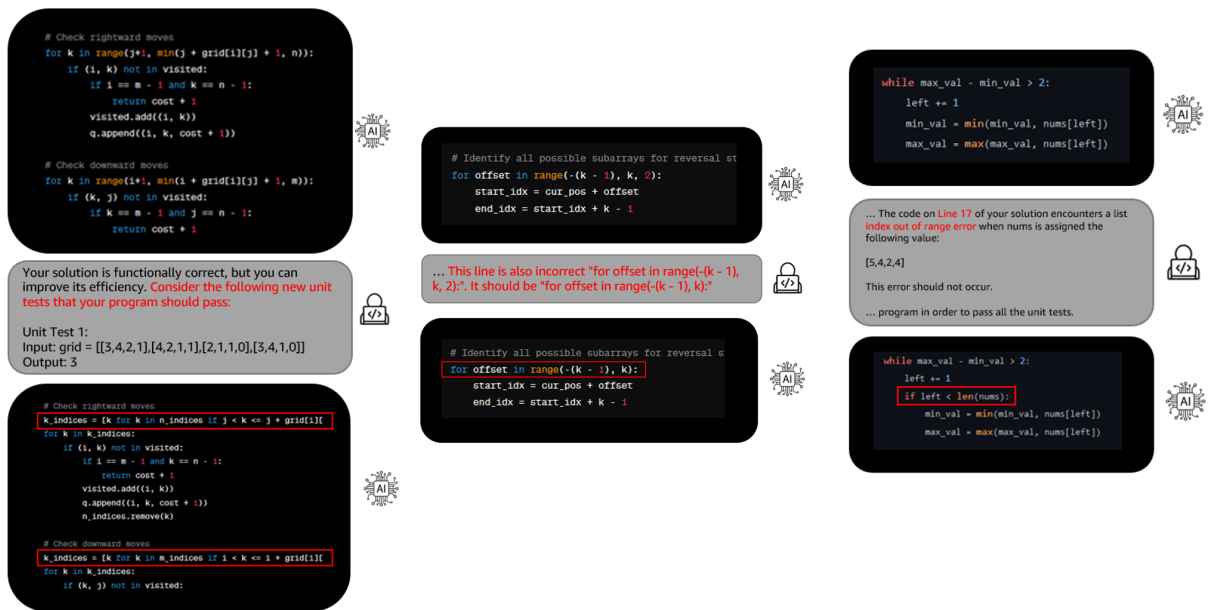 # Check rightward moves
for k in range(j+1, min(j + grid[i][j] + 1, n)):
if (i, k) not in visited:
if i == m - 1 and k == n - 1:
return cost + 1
visited.add((i, k))
q.append((i, k, cost + 1))
# Check downward moves
for k in range(i+1, min(i + grid[i][j] + 1, m)):
if (k, j) not in visited:
if k == m - 1 and j == n - 1:
return cost + 1
AI
Your solution is functionally correct, but you can
improve its efficiency. Consider the following new unit
tests that your program should pass:
Unit Test 1:
Input: grid = [[3,4,2,1],[4,2,1,1],[2,1,1,0],[3,4,1,0]]
Output: 3
</>
# Check rightward moves
k_indices = [k for k in n_indices if j < k <= j + grid[i][
for k in k_indices:
if (i, k) not in visited:
if i == m - 1 and k == n - 1:
return cost + 1
visited.add((i, k))
q.append((i, k, cost + 1))
n_indices.remove(k)
# Check downward moves
k_indices = [k for k in m_indices if i < k <= i + grid[i][
for k in k_indices:
if (k, j) not in visited:
AI
# Identify all possible subarrays for reversal st
for offset in range(-(k - 1), k, 2):
start_idx = cur_pos + offset
end_idx = start_idx + k - 1
AI
... This line is also incorrect "for offset in range(-(k – 1),
k, 2):". It should be "for offset in range(-(k – 1), k):"
</>
# Identify all possible subarrays for reversal s
for offset in range(-(k - 1), k):
start_idx = cur_pos + offset
end_idx = start_idx + k - 1
AI
while max_val - min_val > 2:
left += 1
min_val = min(min_val, nums[left])
max_val = max(max_val, nums[left])
AI
... The code on Line 17 of your solution encounters a list
index out of range error when nums is assigned the
following value:
[5,4,2,4]
This error should not occur.
... program in order to pass all the unit tests.
</>
while max_val - min_val > 2:
left += 1
if left < len(nums):
min_val = min(min_val, nums[left])
max_val = max(max_val, nums[left])
AI